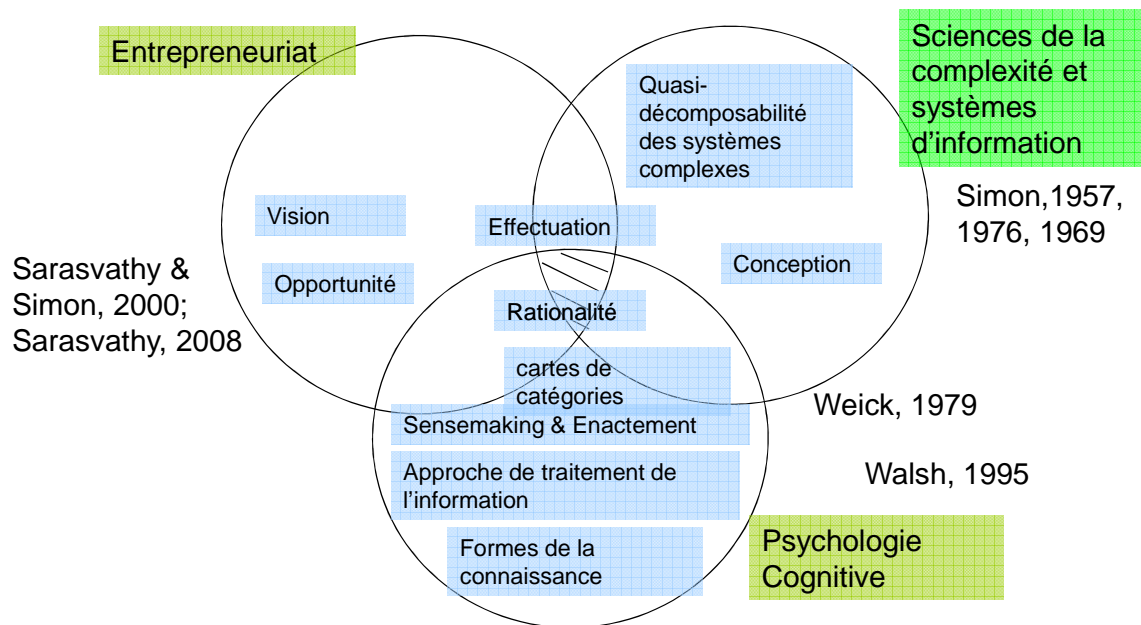 Entrepreneuriat
Sciences de la
complexité et
systèmes
d'information
Quasi-
décomposabilité
des systèmes
complexes
Vision
Effectuation
Simon,1957,
1976, 1969
Sarasvathy &
Simon, 2000;
Sarasvathy, 2008
Opportunité
Conception
Rationalité
cartes de
catégories
Weick, 1979
Sensemaking & Enactement
Approche de traitement de
l'information
Walsh, 1995
Formes de la
connaissance
Psychologie
Cognitive